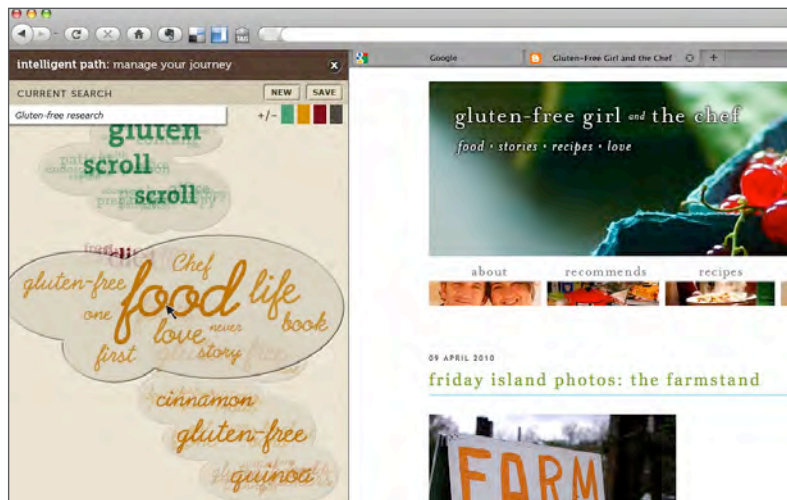 Google
Gluten-Free Girl and the Chef
intelligent path: manage your journey
CURRENT SEARCH
NEW
SAVE
Gluten-free research
+/-
gluten
scroll
scroll
gluten-free
Chef
food
life
one
love
never
book
first
story
cinnamon
gluten-free
quinoa
gluten-free girl and the chef
food • stories • recipes • love
about
recommends
recipes
09 APRIL 2010
friday island photos: the farmstand
FARM